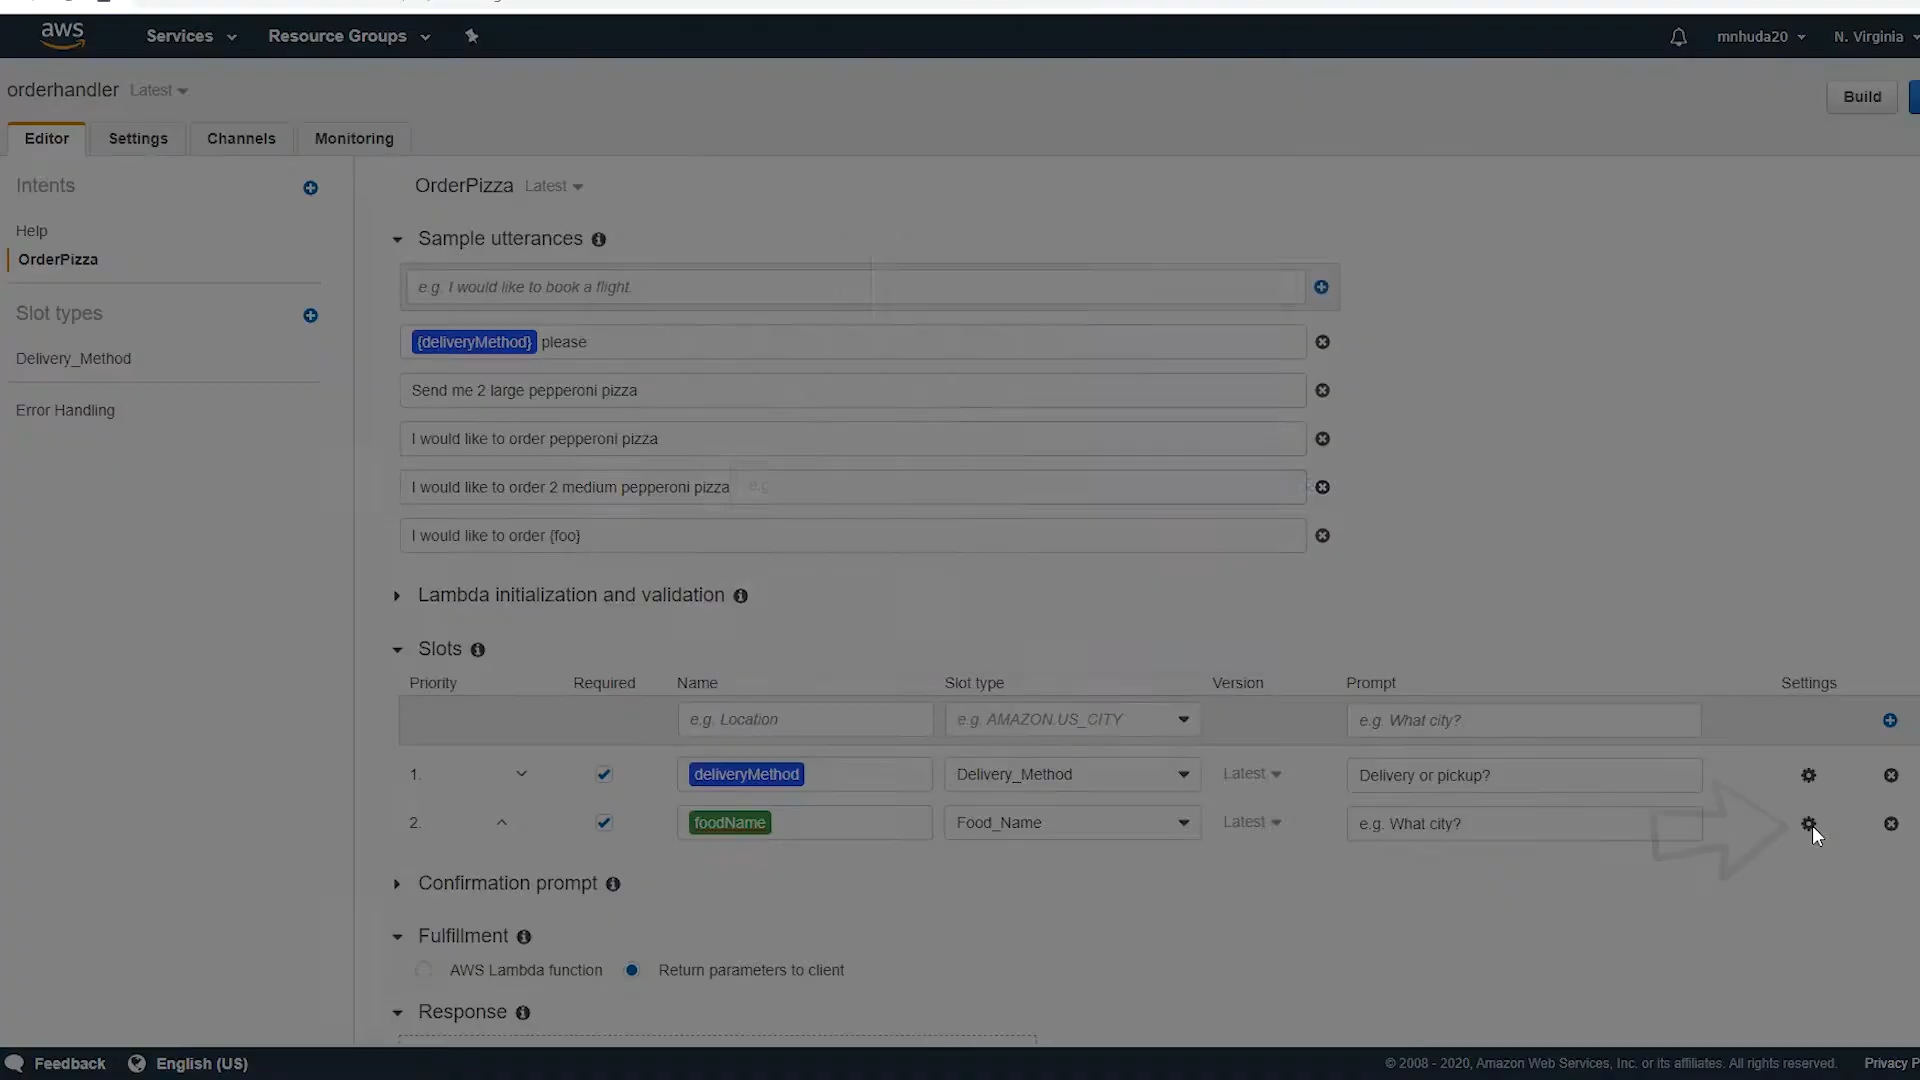 aws Services Resource Groups mnhuda20 N. Virginia
orderhandler Latest
Build
Editor Settings Channels Monitoring
Intents
Help
OrderPizza
Slot types
Delivery_Method
Error Handling
OrderPizza Latest
Sample utterances
e.g. I would like to book a flight.
{deliveryMethod} please
Send me 2 large pepperoni pizza
I would like to order pepperoni pizza
I would like to order 2 medium pepperoni pizza e.g
I would like to order {foo}
Lambda initialization and validation
Slots
Priority Required Name Slot type Version Prompt Settings
e.g. Location e.g. AMAZON.US_CITY e.g. What city?
1. deliveryMethod Delivery_Method Latest Delivery or pickup?
2. foodName Food_Name Latest e.g. What city?
Confirmation prompt
Fulfillment
AWS Lambda function Return parameters to client
Response
Feedback English (US) © 2008 - 2020, Amazon Web Services, Inc. or its affiliates. All rights reserved. Privacy P